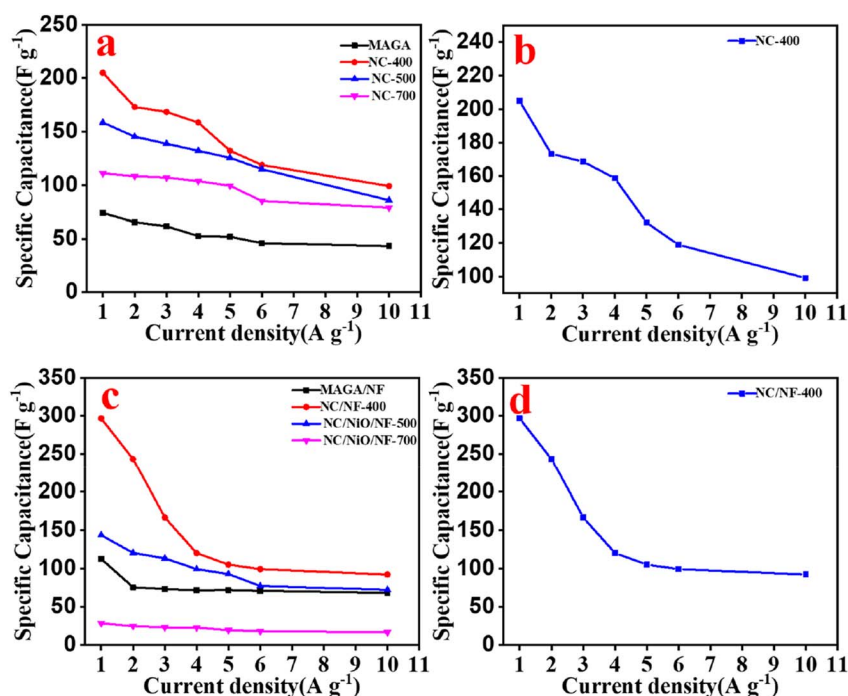 a
MAGA
NC-400
NC-500
NC-700
Specific Capacitance(F g-1)
250
200
150
100
50
0
1 2 3 4 5 6 7 8 9 10 11
Current density(A g-1)
b
NC-400
Specific Capacitance(F g-1)
240
220
200
180
160
140
120
100
1 2 3 4 5 6 7 8 9 10 11
Current density(A g-1)
c
MAGA/NF
NC/NF-400
NC/NiO/NF-500
NC/NiO/NF-700
Specific Capacitance(F g-1)
350
300
250
200
150
100
50
0
1 2 3 4 5 6 7 8 9 10 11
Current density(A g-1)
d
NC/NF-400
Specific Capacitance(F g-1)
350
300
250
200
150
100
50
0
1 2 3 4 5 6 7 8 9 10 11
Current density(A g-1)